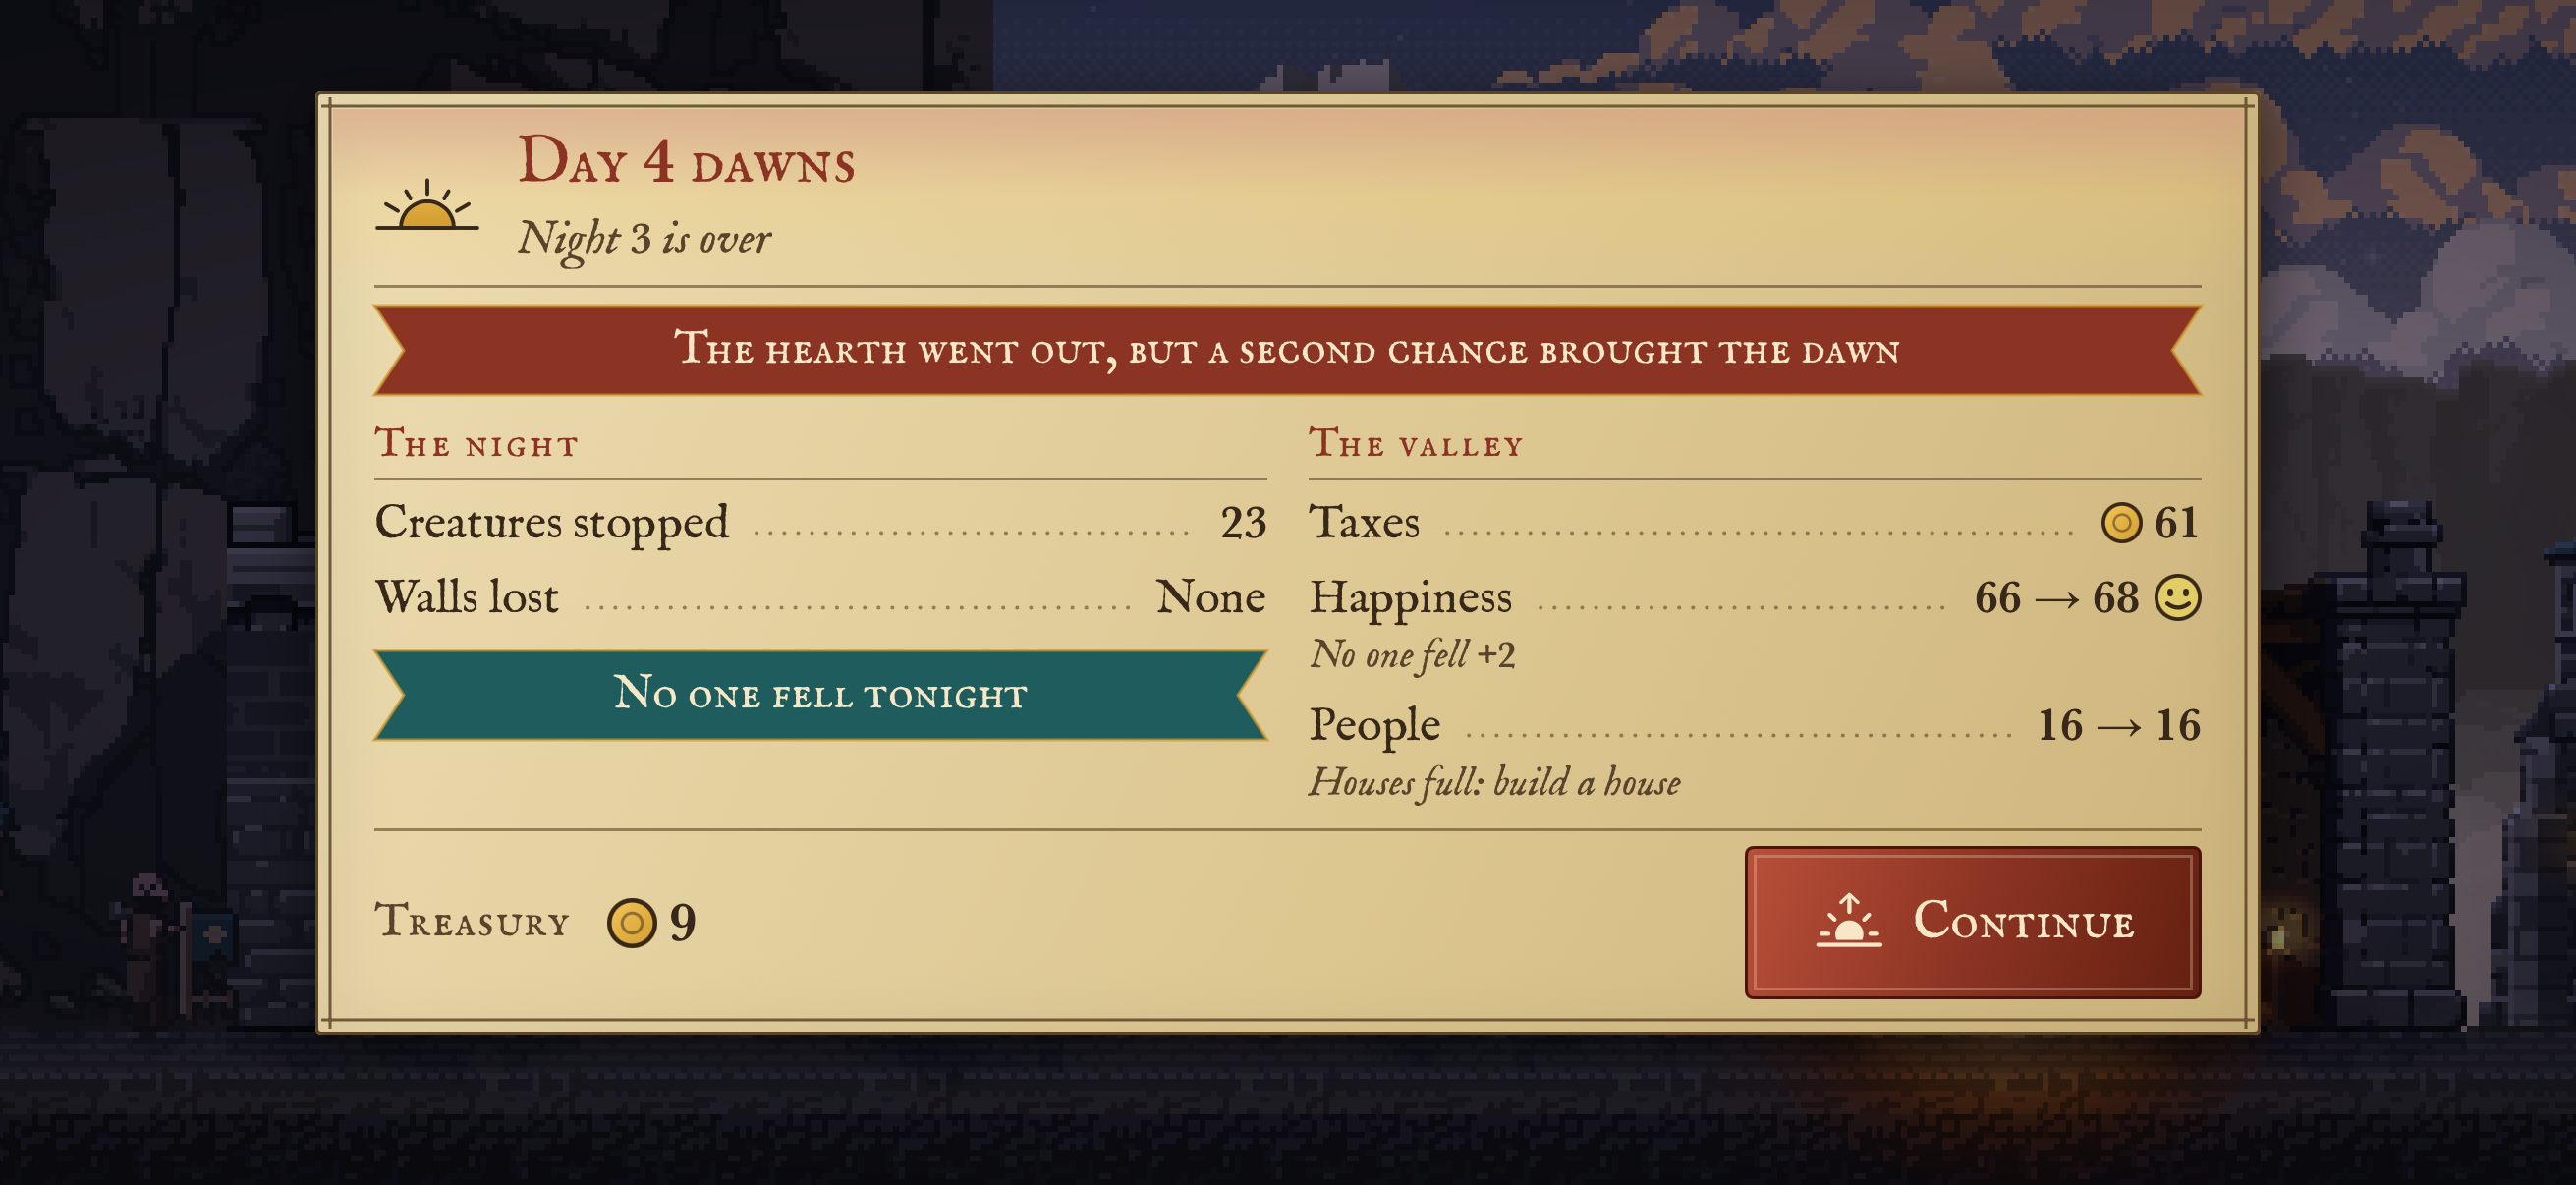 Day 4 dawns
Night 3 is over
The hearth went out, but a second chance brought the dawn
The night
Creatures stopped 23
Walls lost None
No one fell tonight
The valley
Taxes 61
Happiness 66 → 68
No one fell +2
People 16 → 16
Houses full: build a house
Treasury 9
Continue